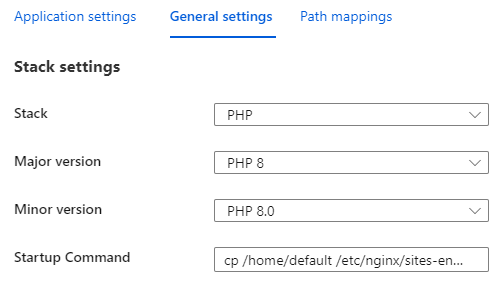 Application settings General settings Path mappings
Stack settings
Stack PHP
Major version PHP 8
Minor version PHP 8.0
Startup Command cp /home/default /etc/nginx/sites-en...